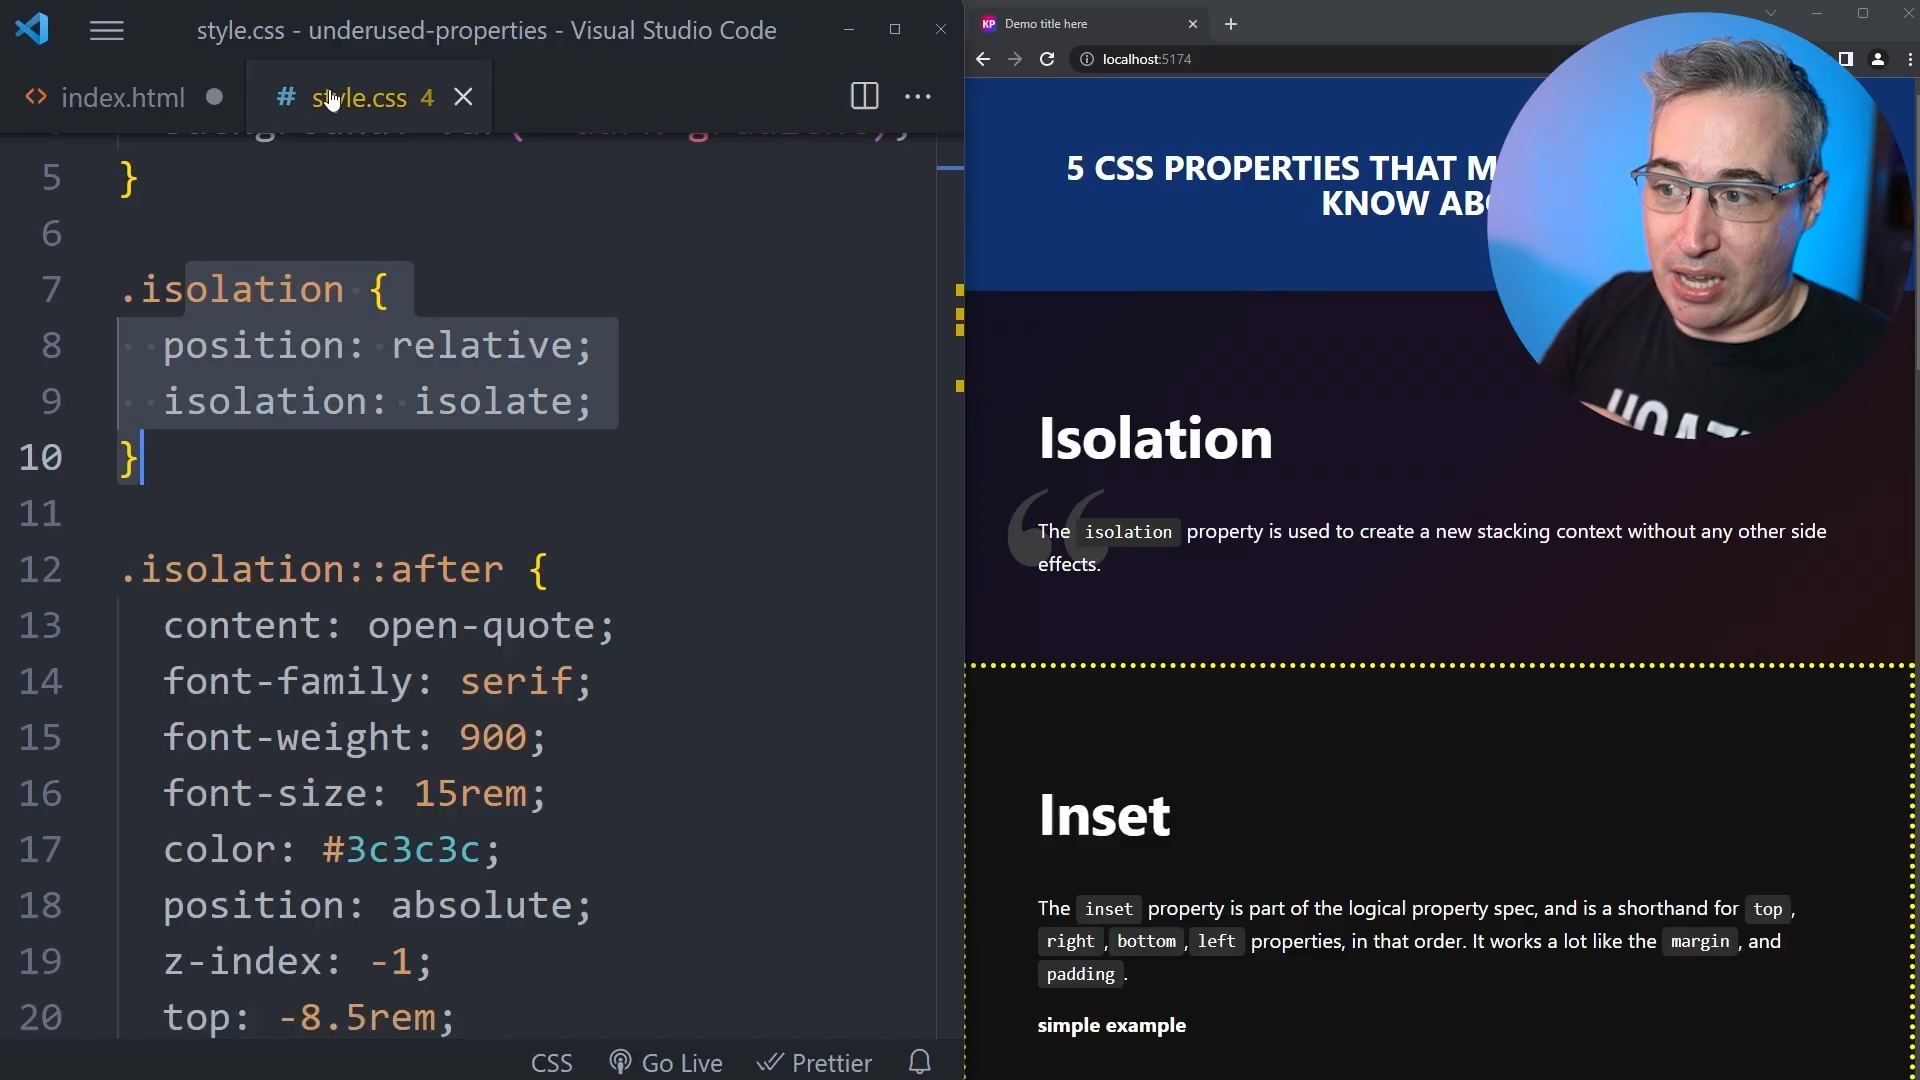 style.css - underused-properties - Visual Studio Code
index.html
# style.css 4
5 }
6
7 .isolation {
8 position: relative;
9 isolation: isolate;
10 }
11
12 .isolation::after {
13 content: open-quote;
14 font-family: serif;
15 font-weight: 900;
16 font-size: 15rem;
17 color: #3c3c3c;
18 position: absolute;
19 z-index: -1;
20 top: -8.5rem;
CSS Go Live Prettier
KP Demo title here
localhost:5174
5 CSS PROPERTIES THAT
KNOW
Isolation
“
The isolation property is used to create a new stacking context without any other side
effects.
Inset
The inset property is part of the logical property spec, and is a shorthand for top ,
right , bottom , left properties, in that order. It works a lot like the margin , and
padding .
simple example